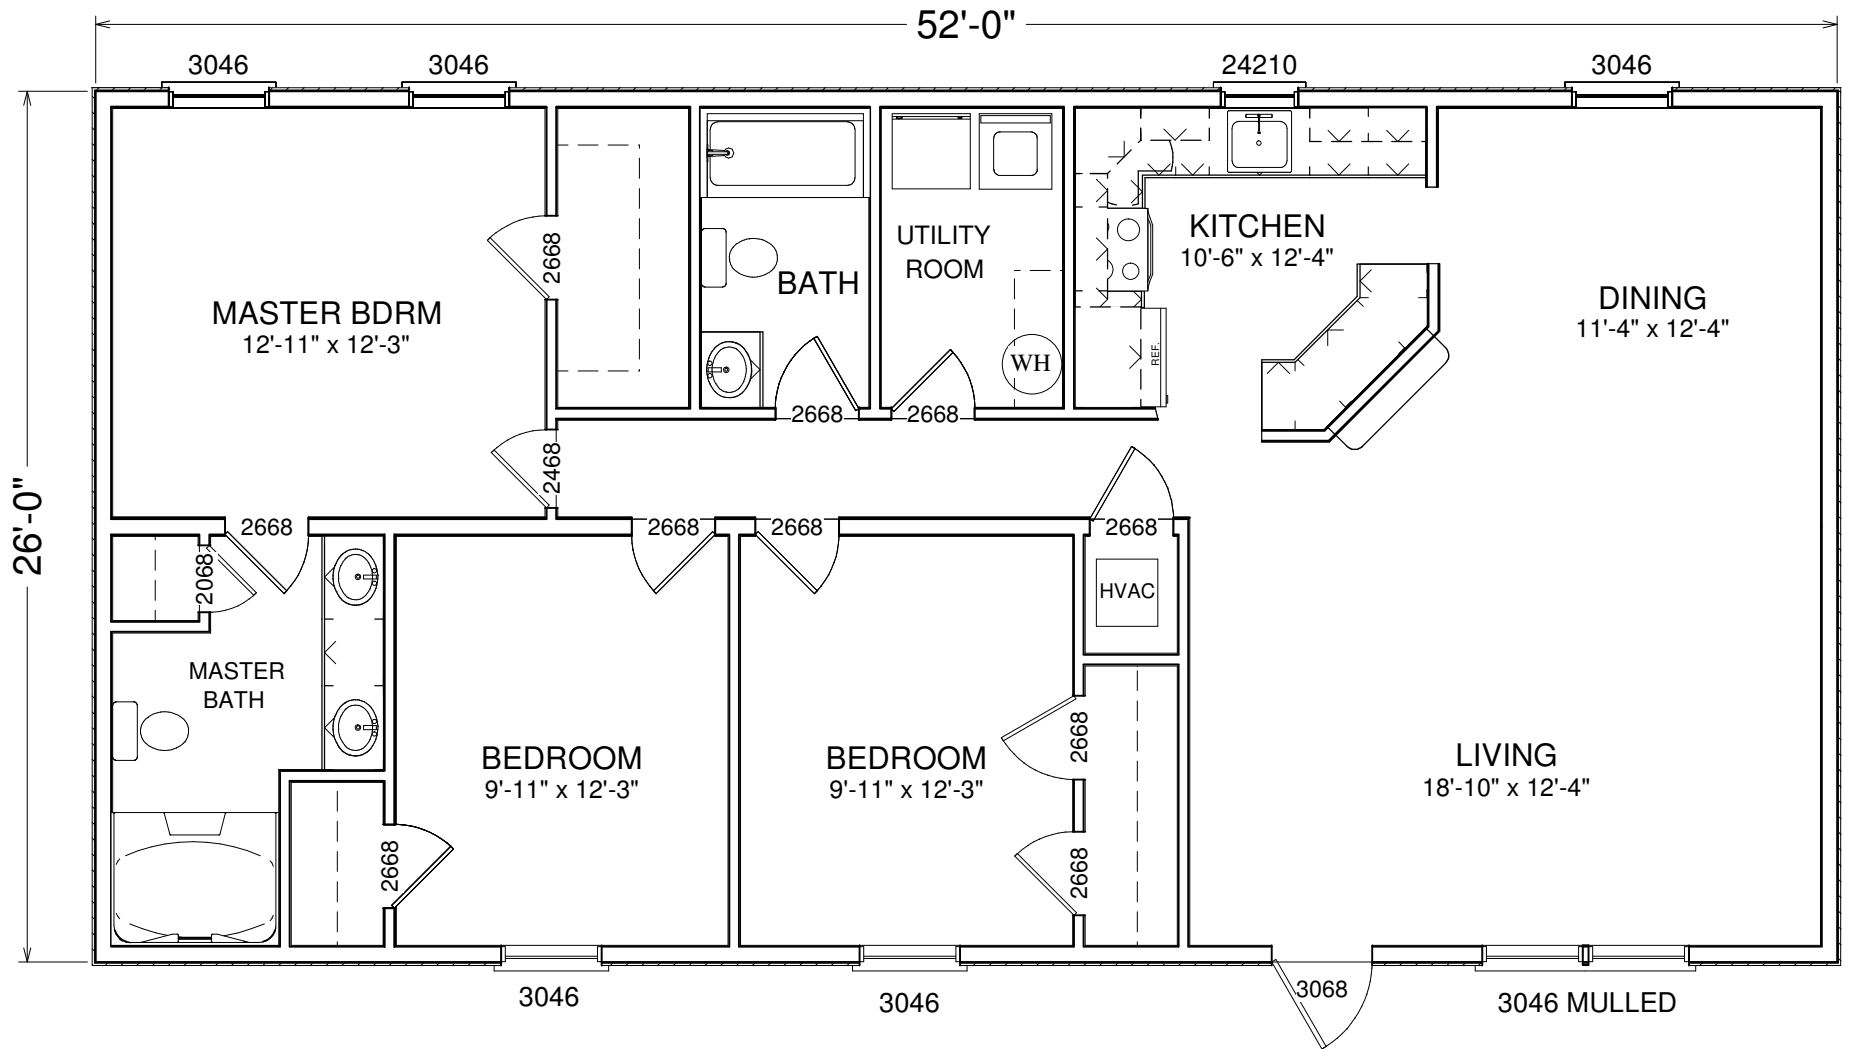 52'-0"
3046
3046
24210
3046
26'-0"
MASTER BDRM
12'-11" x 12'-3"
2668
BATH
2668
UTILITY
ROOM
WH
2668
KITCHEN
10'-6" x 12'-4"
REF.
DINING
11'-4" x 12'-4"
2468
2668
2668
2668
2668
2068
HVAC
MASTER
BATH
BEDROOM
9'-11" x 12'-3"
2668
BEDROOM
9'-11" x 12'-3"
2668
2668
LIVING
18'-10" x 12'-4"
3046
3046
3068
3046 MULLED